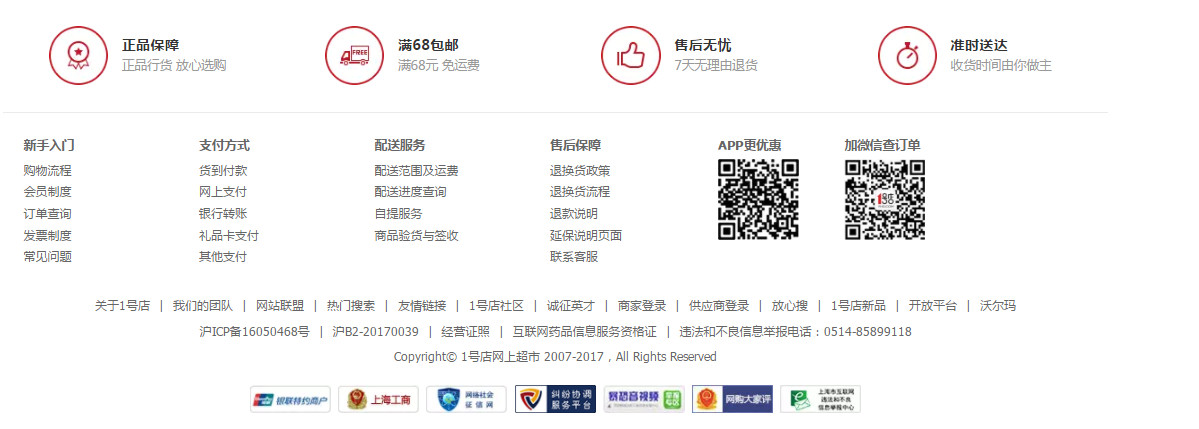 正品保障
正品行货 放心选购
FREE
满68包邮
满68元 免运费
售后无忧
7天无理由退货
准时送达
收货时间由你做主
新手入门
购物流程
会员制度
订单查询
发票制度
常见问题
支付方式
货到付款
网上支付
银行转账
礼品卡支付
其他支付
配送服务
配送范围及运费
配送进度查询
自提服务
商品验货与签收
售后保障
退换货政策
退换货流程
退款说明
延保说明页面
联系客服
APP更优惠
加微信查订单
关于1号店 | 我们的团队 | 网站联盟 | 热门搜索 | 友情链接 | 1号店社区 | 诚征英才 | 商家登录 | 供应商登录 | 放心搜 | 1号店新品 | 开放平台 | 沃尔玛
沪ICP备16050468号 | 沪B2-20170039 | 经营证照 | 互联网药品信息服务资格证 | 违法和不良信息举报电话：0514-85899118
Copyright© 1号店网上超市 2007-2017，All Rights Reserved
银联特约商户
上海工商
网络社会
征信网
纠纷协调
服务平台
暴恐音视频
举报
专区
网购大家评
上海市互联网
违法和不良
信息举报中心